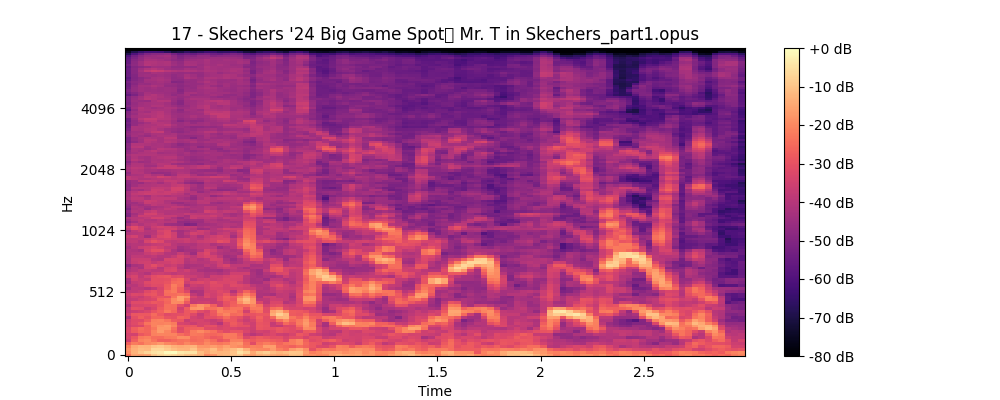 17 - Skechers '24 Big Game Spot Mr. T in Skechers_part1.opus
+0 dB
4096
-10 dB
-20 dB
2048
-30 dB
Hz
1024
-40 dB
-50 dB
512
-60 dB
-70 dB
0
-80 dB
0 0.5 1 1.5 2 2.5
Time